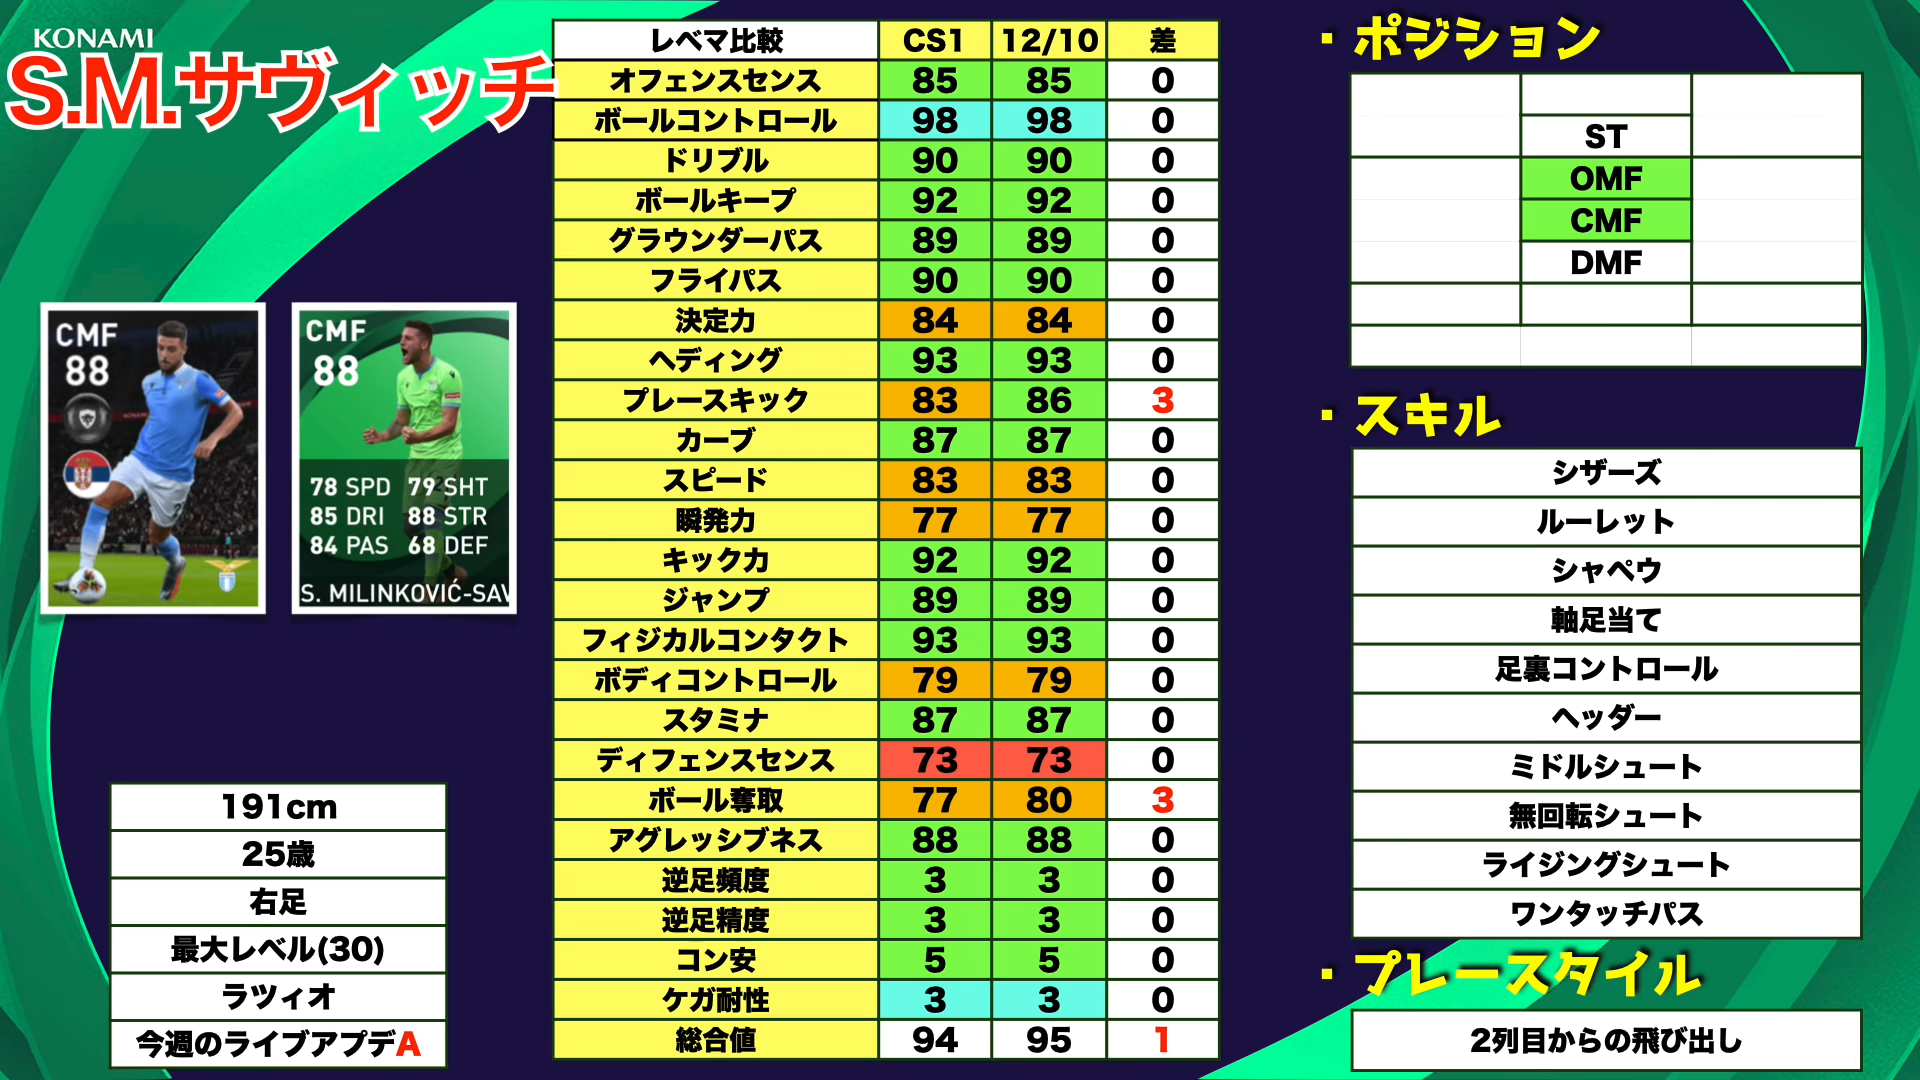 KONAMI
S.M.サヴィッチ
CMF
88
CMF
88
78 SPD 79 SHT
85 DRI 88 STR
84 PAS 68 DEF
S. MILINKOVIĆ-SAV
191cm
25歳
右足
最大レベル(30)
ラツィオ
今週のライブアプデA
レベマ比較 CS1 12/10 差
オフェンスセンス 85 85 0
ボールコントロール 98 98 0
ドリブル 90 90 0
ボールキープ 92 92 0
グラウンダーパス 89 89 0
フライパス 90 90 0
決定力 84 84 0
ヘディング 93 93 0
プレースキック 83 86 3
カーブ 87 87 0
スピード 83 83 0
瞬発力 77 77 0
キック力 92 92 0
ジャンプ 89 89 0
フィジカルコンタクト 93 93 0
ボディコントロール 79 79 0
スタミナ 87 87 0
ディフェンスセンス 73 73 0
ボール奪取 77 80 3
アグレッシブネス 88 88 0
逆足頻度 3 3 0
逆足精度 3 3 0
コン安 5 5 0
ケガ耐性 3 3 0
総合値 94 95 1
・ポジション
ST
OMF
CMF
DMF
・スキル
シザーズ
ルーレット
シャペウ
軸足当て
足裏コントロール
ヘッダー
ミドルシュート
無回転シュート
ライジングシュート
ワンタッチパス
・プレースタイル
2列目からの飛び出し